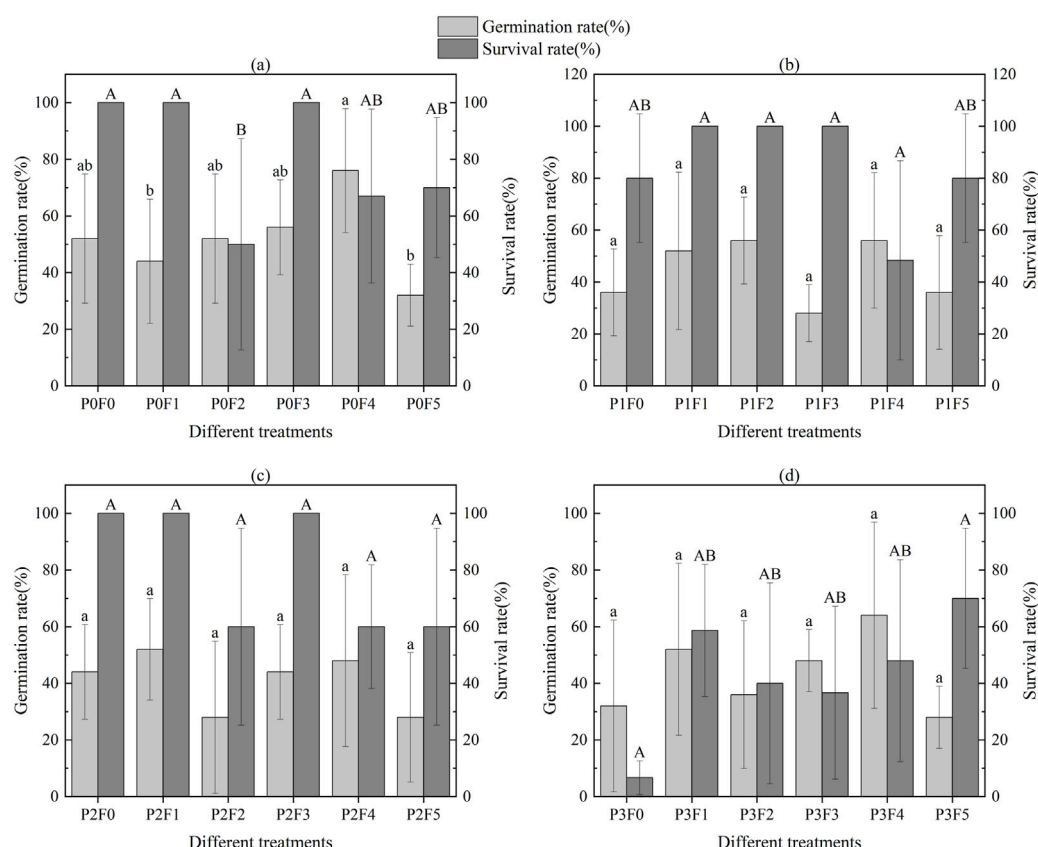 Germination rate(%)
Survival rate(%)
(a)
Germination rate(%)
Survival rate(%)
100
80
60
40
20
0
100
80
60
40
20
0
ab A b A ab B ab A a AB b AB
P0F0 P0F1 P0F2 P0F3 P0F4 P0F5
Different treatments
(b)
Germination rate(%)
Survival rate(%)
120
100
80
60
40
20
0
120
100
80
60
40
20
0
a AB a A a A a A a A a AB
P1F0 P1F1 P1F2 P1F3 P1F4 P1F5
Different treatments
(c)
Germination rate(%)
Survival rate(%)
100
80
60
40
20
0
100
80
60
40
20
0
a A a A a A a A a A a A
P2F0 P2F1 P2F2 P2F3 P2F4 P2F5
Different treatments
(d)
Germination rate(%)
Survival rate(%)
100
80
60
40
20
0
100
80
60
40
20
0
a A a AB a AB a AB a AB a A
P3F0 P3F1 P3F2 P3F3 P3F4 P3F5
Different treatments